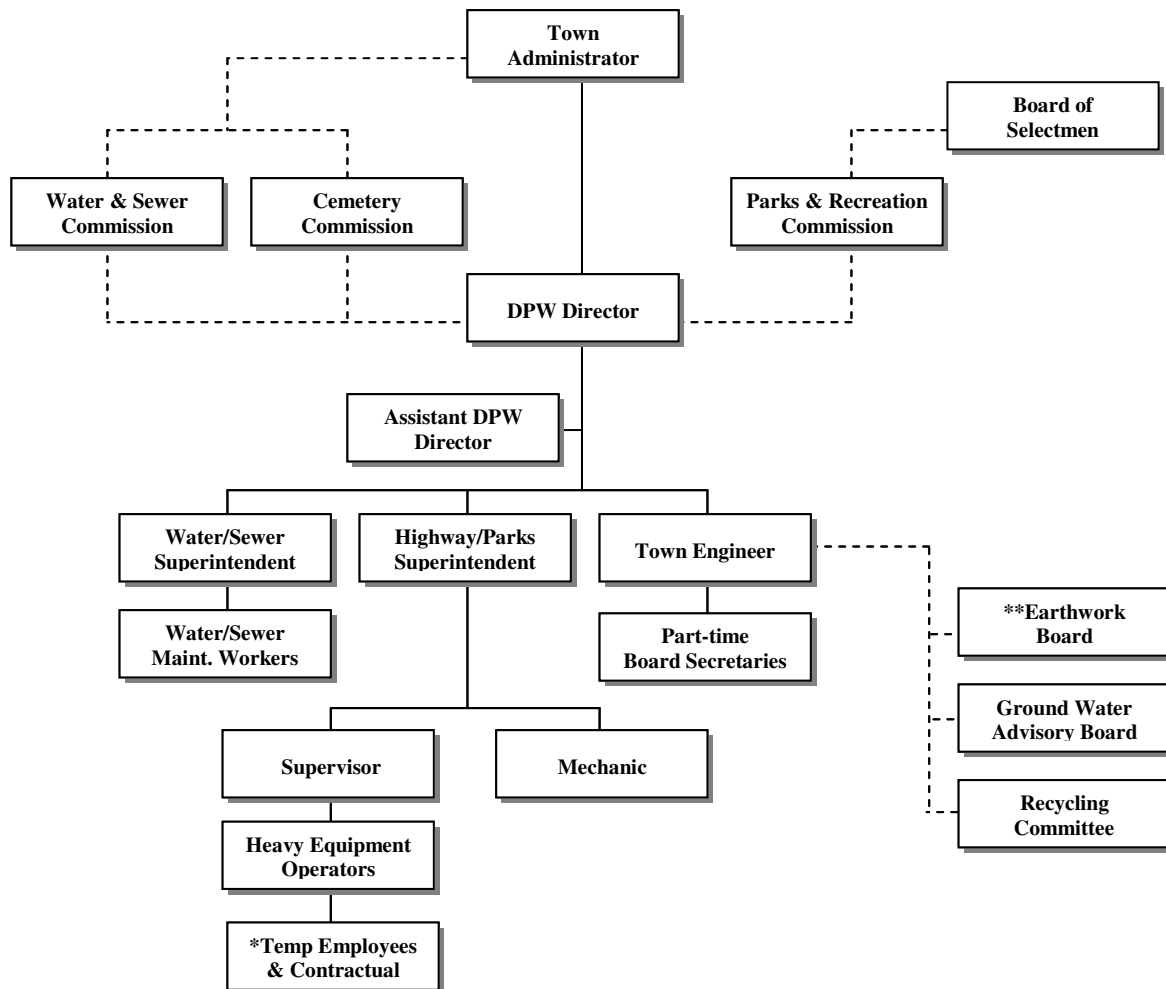 Town
Administrator
Board of
Selectmen
Water & Sewer
Commission
Cemetery
Commission
Parks & Recreation
Commission
DPW Director
Assistant DPW
Director
Water/Sewer
Superintendent
Highway/Parks
Superintendent
Town Engineer
Water/Sewer
Maint. Workers
Part-time
Board Secretaries
**Earthwork
Board
Ground Water
Advisory Board
Recycling
Committee
Supervisor
Mechanic
Heavy Equipment
Operators
*Temp Employees
& Contractual